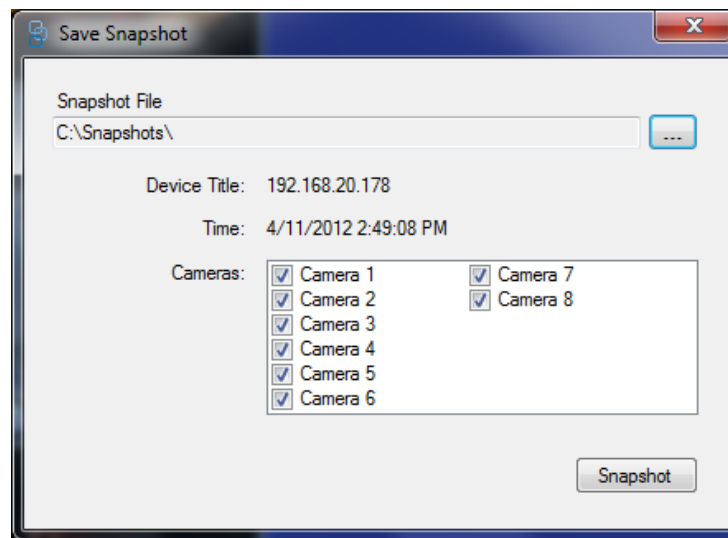 Save Snapshot
Snapshot File
C:\Snapshots\
...
Device Title: 192.168.20.178
Time: 4/11/2012 2:49:08 PM
Cameras:
Camera 1
Camera 2
Camera 3
Camera 4
Camera 5
Camera 6
Camera 7
Camera 8
Snapshot